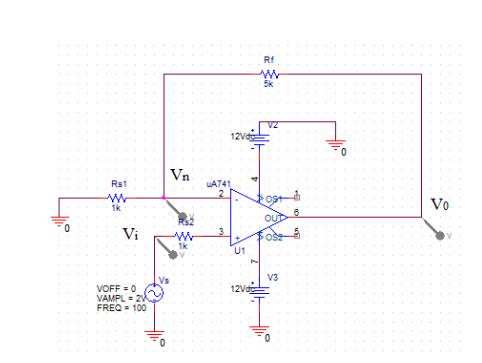 Rf
5k
V2
12Vdc
0
Rs1
1k
Vn
uA741
4
2
-
OS1
1
OUT
6
V0
V
0
Vi
V
Rs2
1k
3
+
OS2
5
U1
V
7
Vs
VOFF = 0
VAMPL = 2V
FREQ = 100
V3
12Vdc
0
0